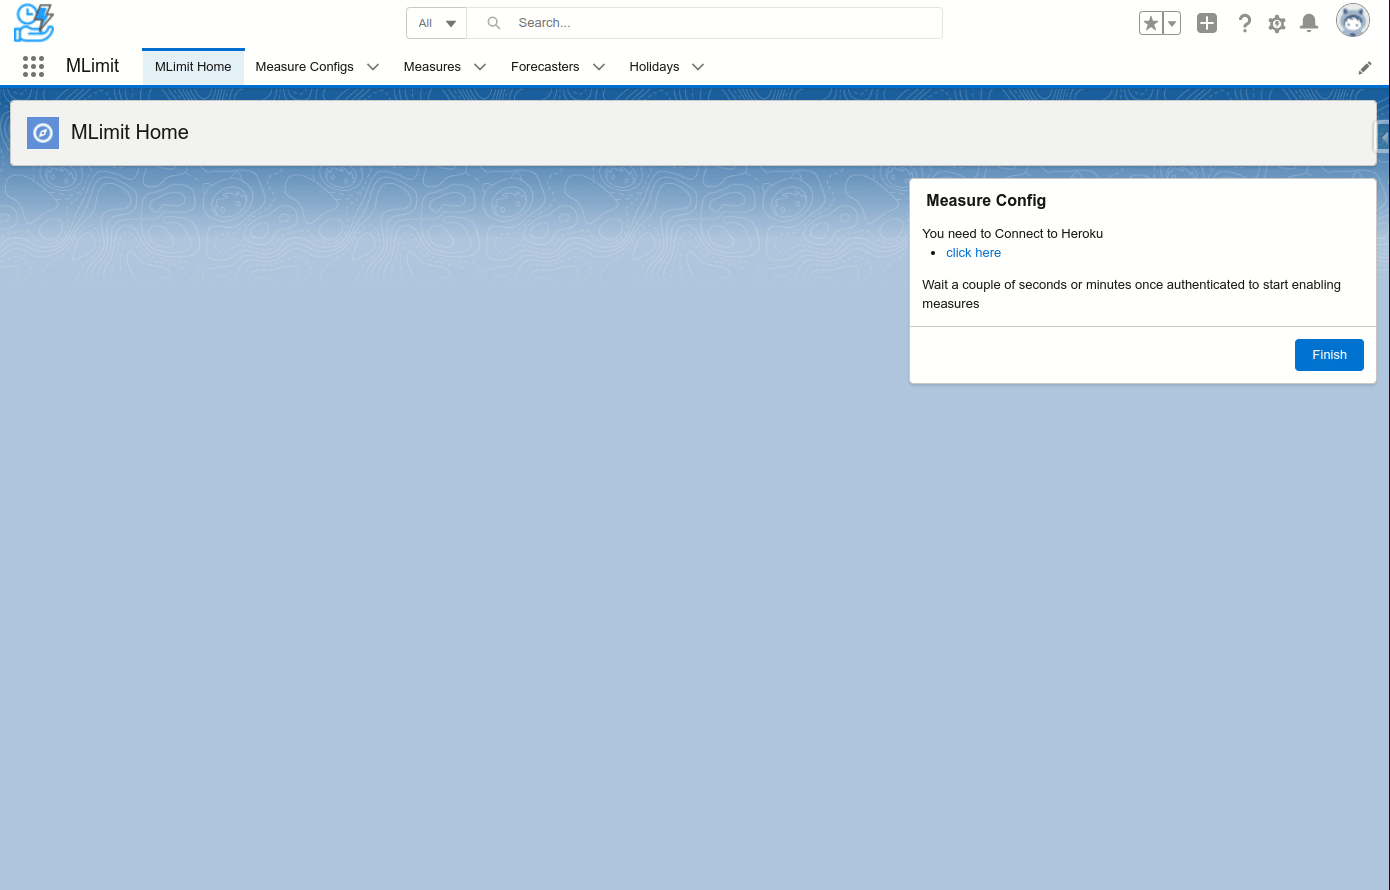 All
Search...
MLimit
MLimit Home
Measure Configs
Measures
Forecasters
Holidays
MLimit Home
Measure Config
You need to Connect to Heroku
• click here
Wait a couple of seconds or minutes once authenticated to start enabling
measures
Finish